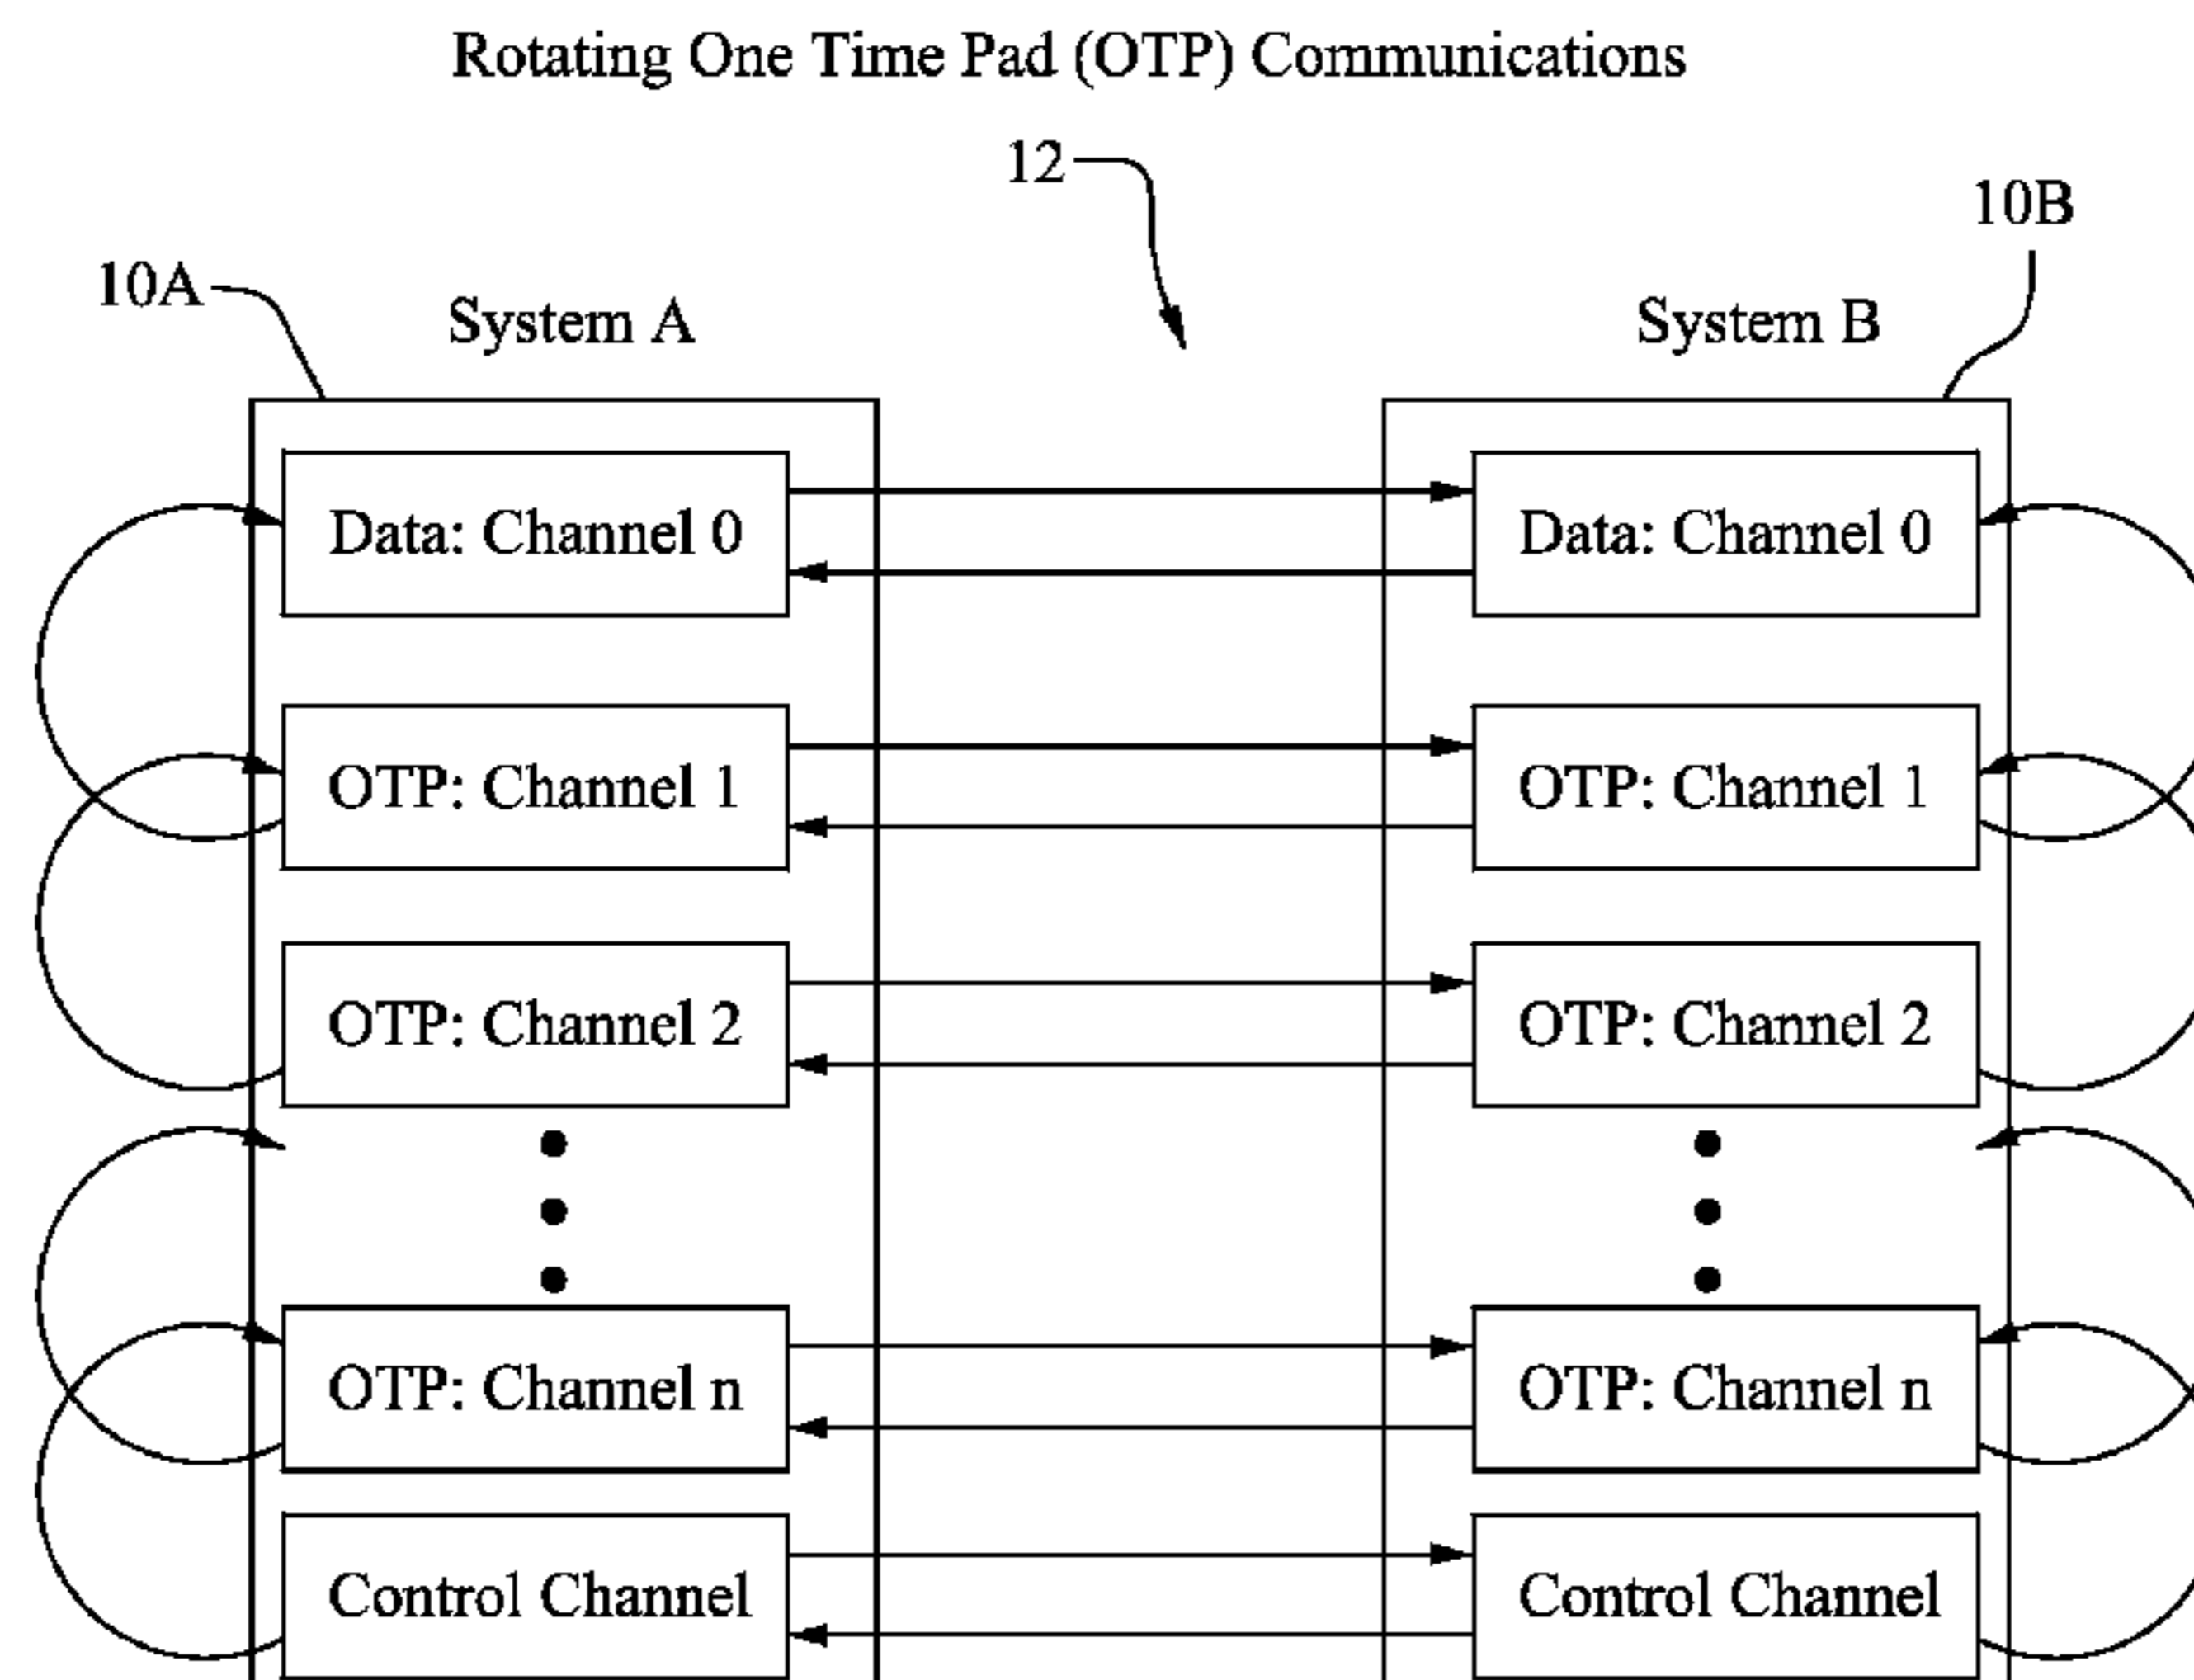 Rotating One Time Pad (OTP) Communications
12
10B
10A
System A
System B
Data: Channel 0
Data: Channel 0
OTP: Channel 1
OTP: Channel 1
OTP: Channel 2
OTP: Channel 2
OTP: Channel n
OTP: Channel n
Control Channel
Control Channel